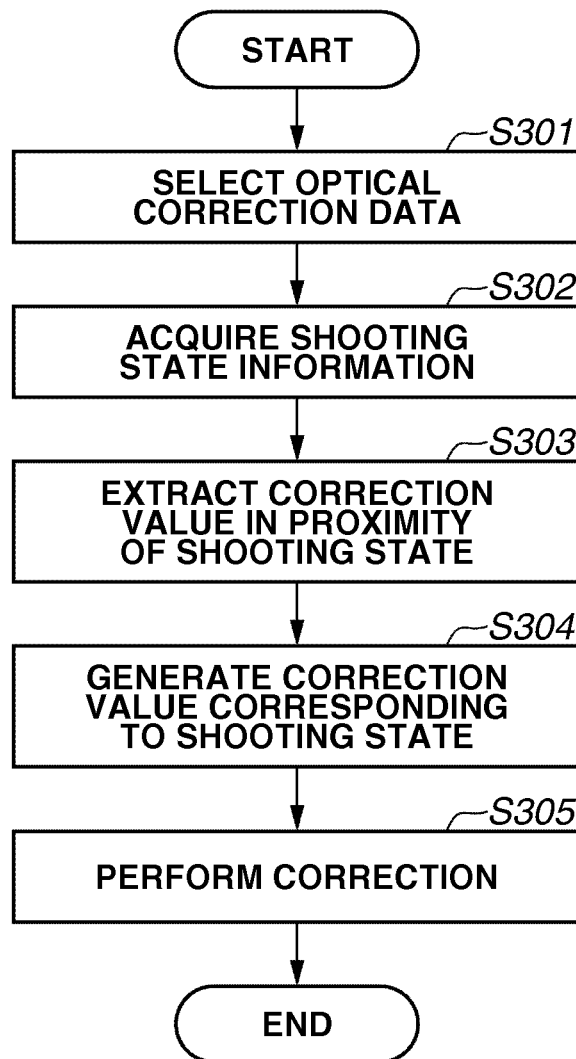 START
S301
SELECT OPTICAL
CORRECTION DATA
S302
ACQUIRE SHOOTING
STATE INFORMATION
S303
EXTRACT CORRECTION
VALUE IN PROXIMITY
OF SHOOTING STATE
S304
GENERATE CORRECTION
VALUE CORRESPONDING
TO SHOOTING STATE
S305
PERFORM CORRECTION
END